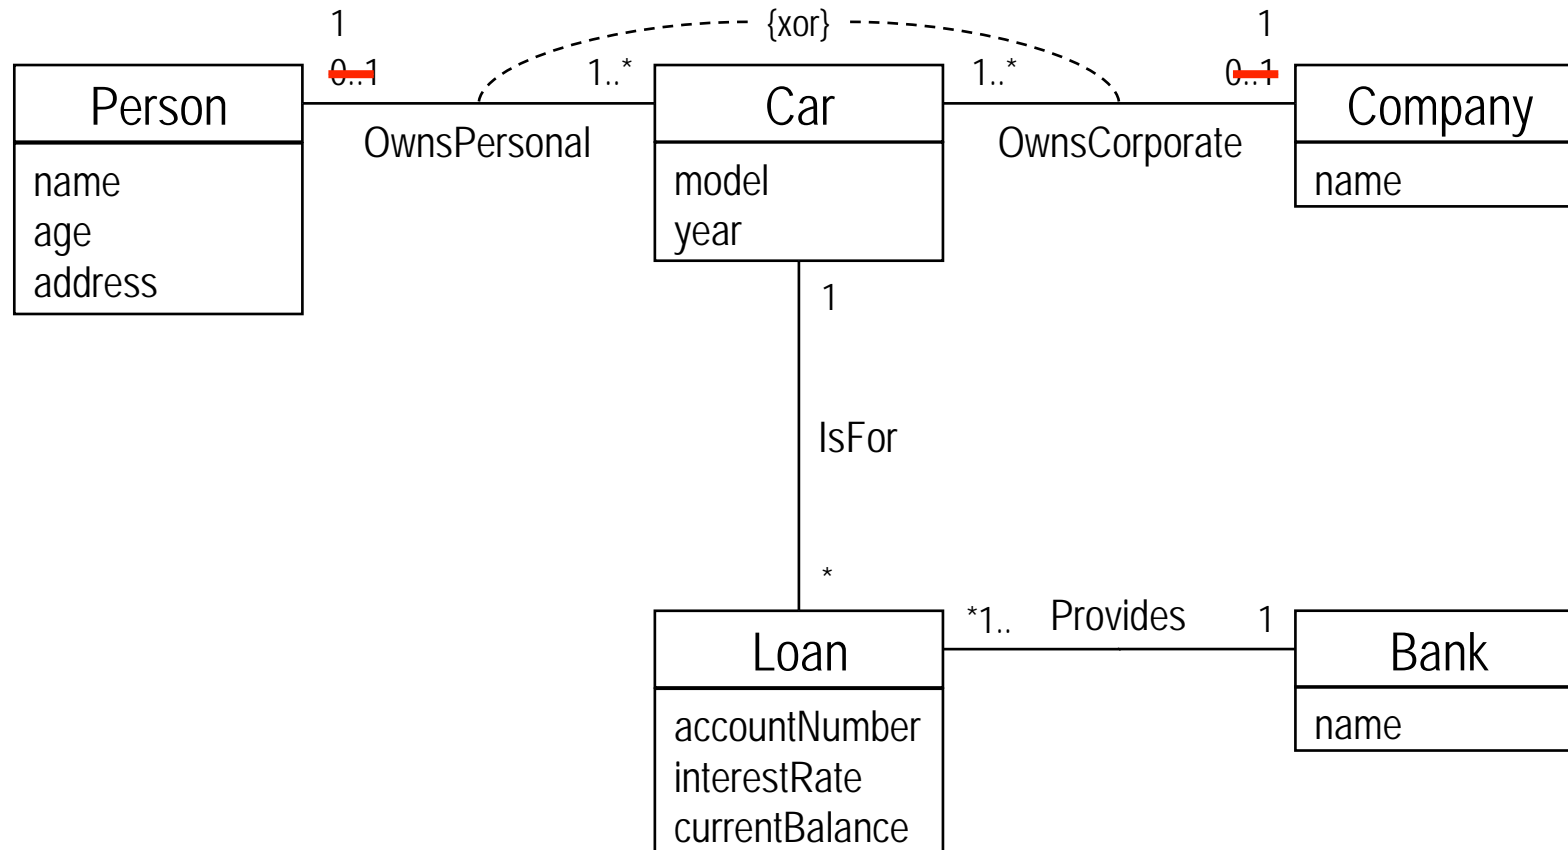 1 {xor} 1
0..1 1..* 1..* 0..1
Person Car Company
OwnsPersonal OwnsCorporate
name model name
age year
address
1
IsFor
*
*1.. Provides 1
Loan Bank
accountNumber name
interestRate
currentBalance